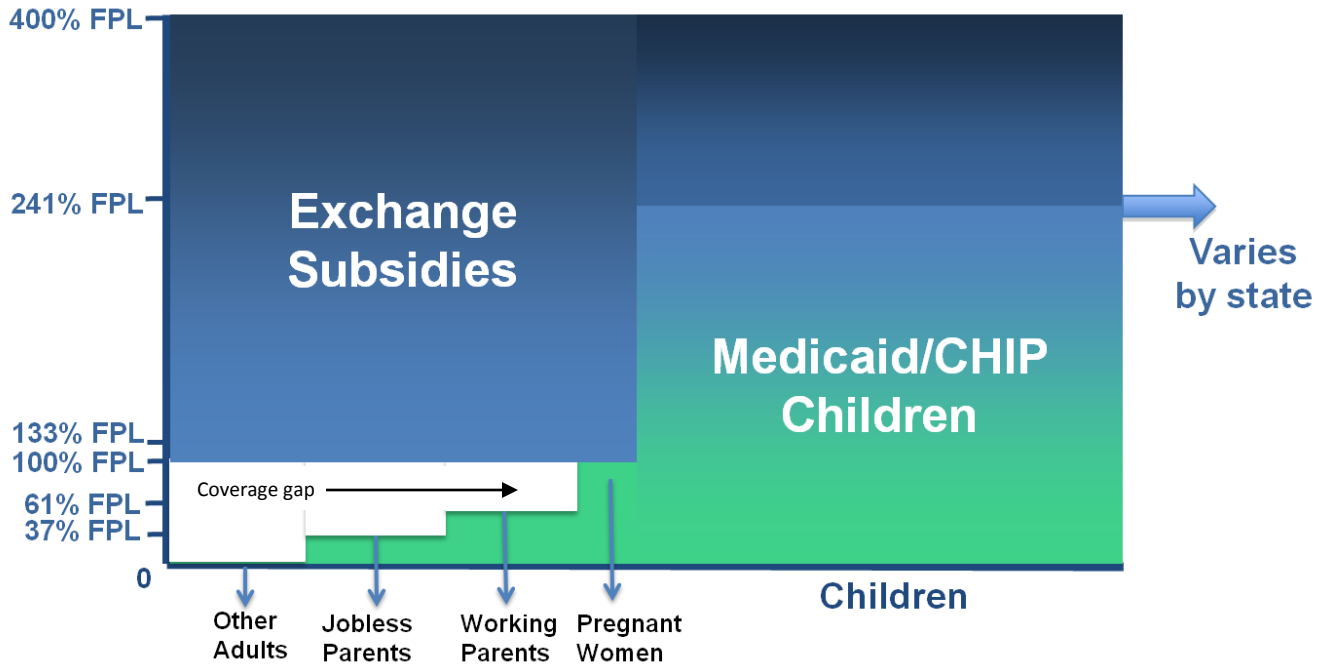 400% FPL
241% FPL
133% FPL
100% FPL
61% FPL
37% FPL
0
Exchange
Subsidies
Medicaid/CHIP
Children
Varies
by state
Coverage gap
Children
Other
Adults
Jobless
Parents
Working
Parents
Pregnant
Women